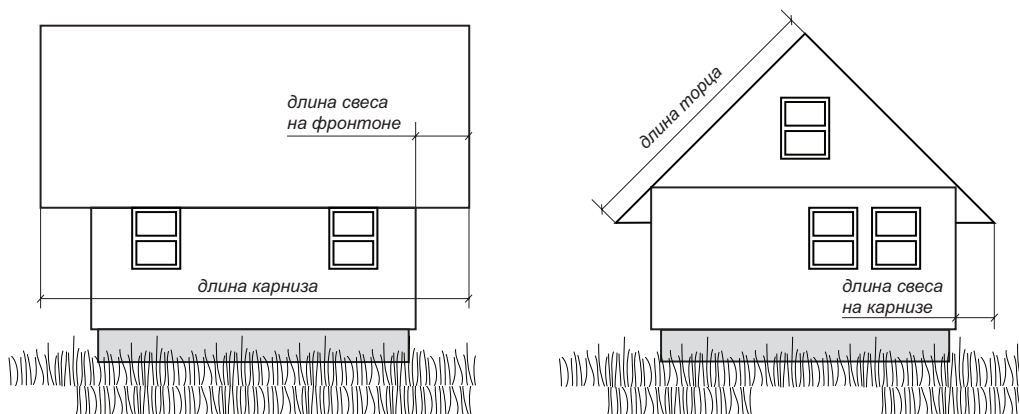 длина свеса
на фронтоне
длина карниза
длина торца
длина свеса
на карнизе